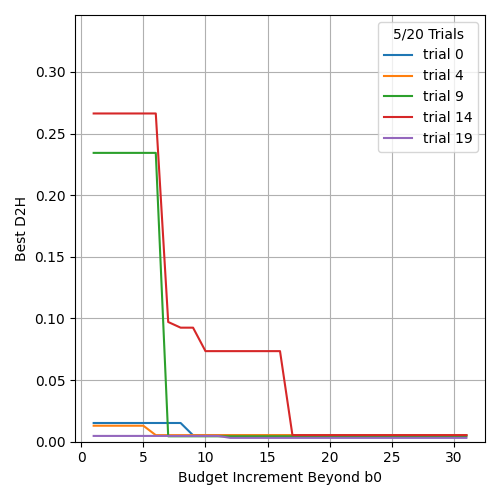 5/20 Trials
trial 0
trial 4
trial 9
trial 14
trial 19
0.30
0.25
0.20
0.15
0.10
0.05
0.00
Best D2H
0 5 10 15 20 25 30
Budget Increment Beyond b0